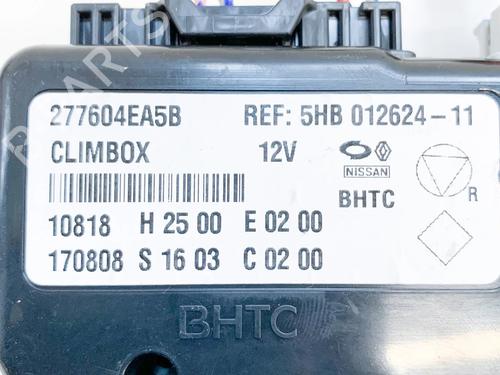 277604EA5B REF: 5HB 012624-11
CLIMBOX 12V
NISSAN
BHTC
R
10818 H 25 00 E 02 00
170808 S 16 03 C 02 00
BHTC